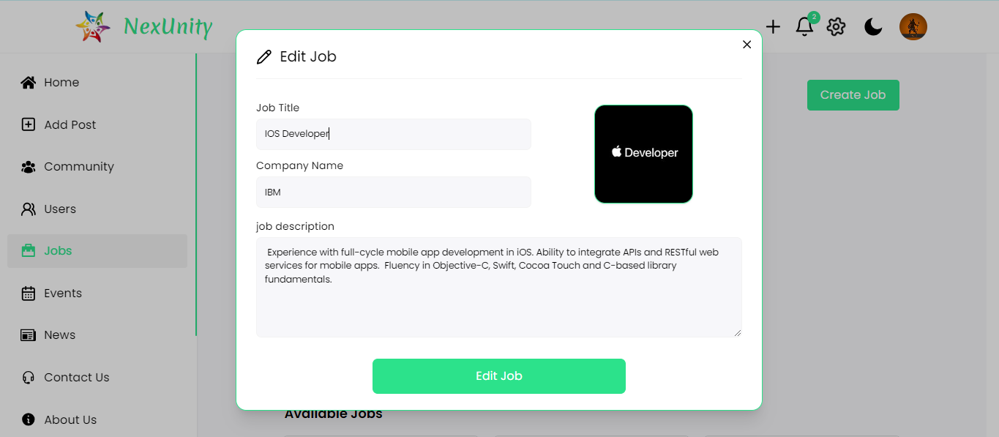 NexUnity
2
Home
Add Post
Community
Users
Jobs
Events
News
Contact Us
About Us
Create Job
Edit Job
Job Title
IOS Developer
Company Name
IBM
Developer
job description
Experience with full-cycle mobile app development in iOS. Ability to integrate APIs and RESTful web
services for mobile apps.  Fluency in Objective-C, Swift, Cocoa Touch and C-based library
fundamentals.
Edit Job
Available Jobs